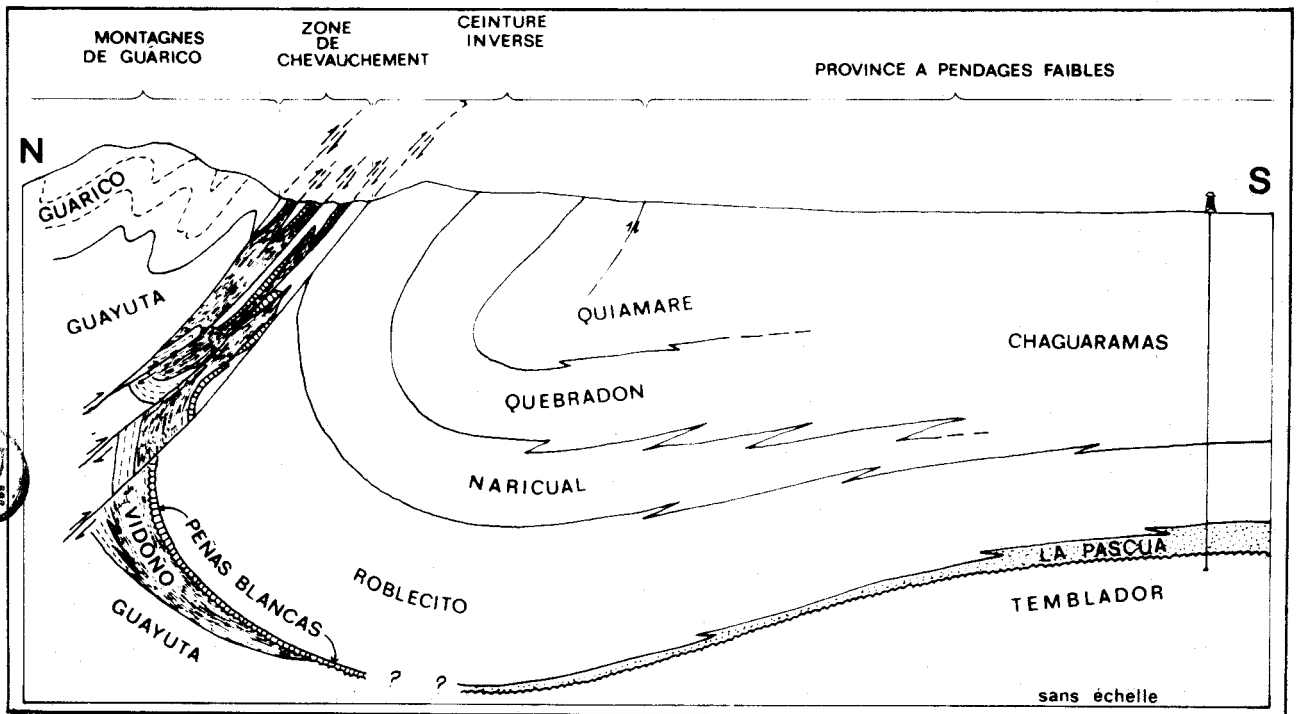 MONTAGNES
DE GUÁRICO
ZONE
DE
CHEVAUCHEMENT
CEINTURE
INVERSE
PROVINCE A PENDAGES FAIBLES
N
S
GUARICO
GUAYUTA
QUIAMARE
CHAGUARAMAS
QUEBRADON
NARICUAL
VIDOÑO
PEÑAS BLANCAS
ROBLECITO
LA PASCUA
TEMBLADOR
GUAYUTA
? ?
sans échelle